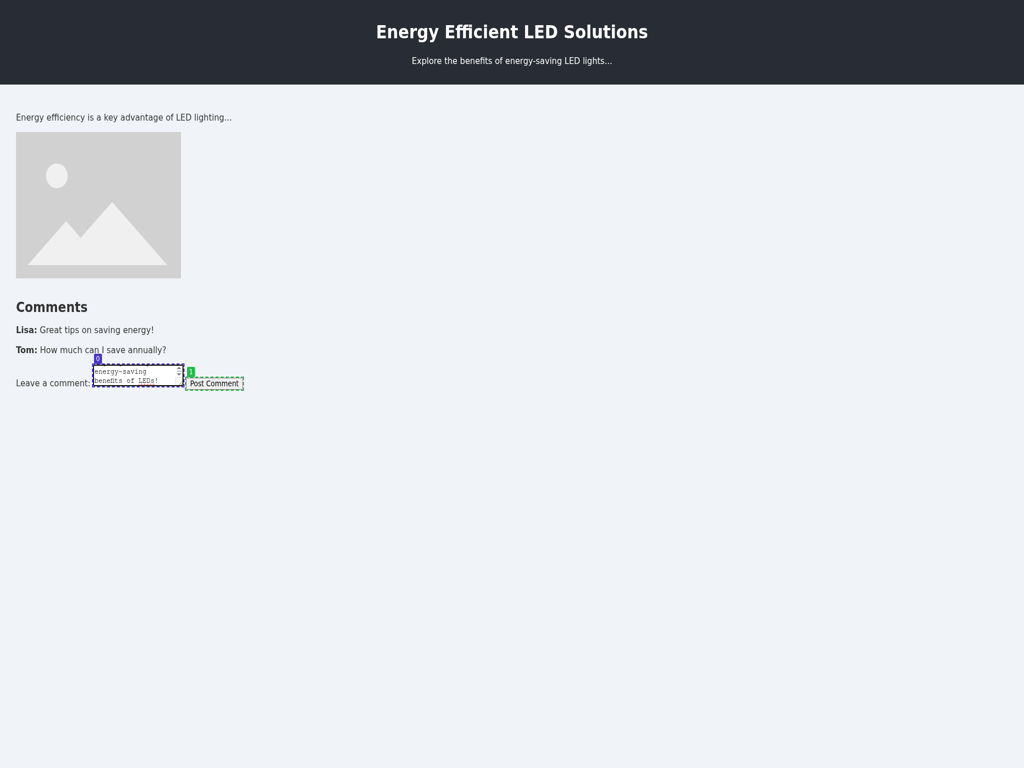 Energy Efficient LED Solutions
Explore the benefits of energy-saving LED lights...
Energy efficiency is a key advantage of LED lighting...
Comments
Lisa: Great tips on saving energy!
Tom: How much can I save annually?
0
energy-saving
1
Leave a comment: benefits of LEDs! Post Comment